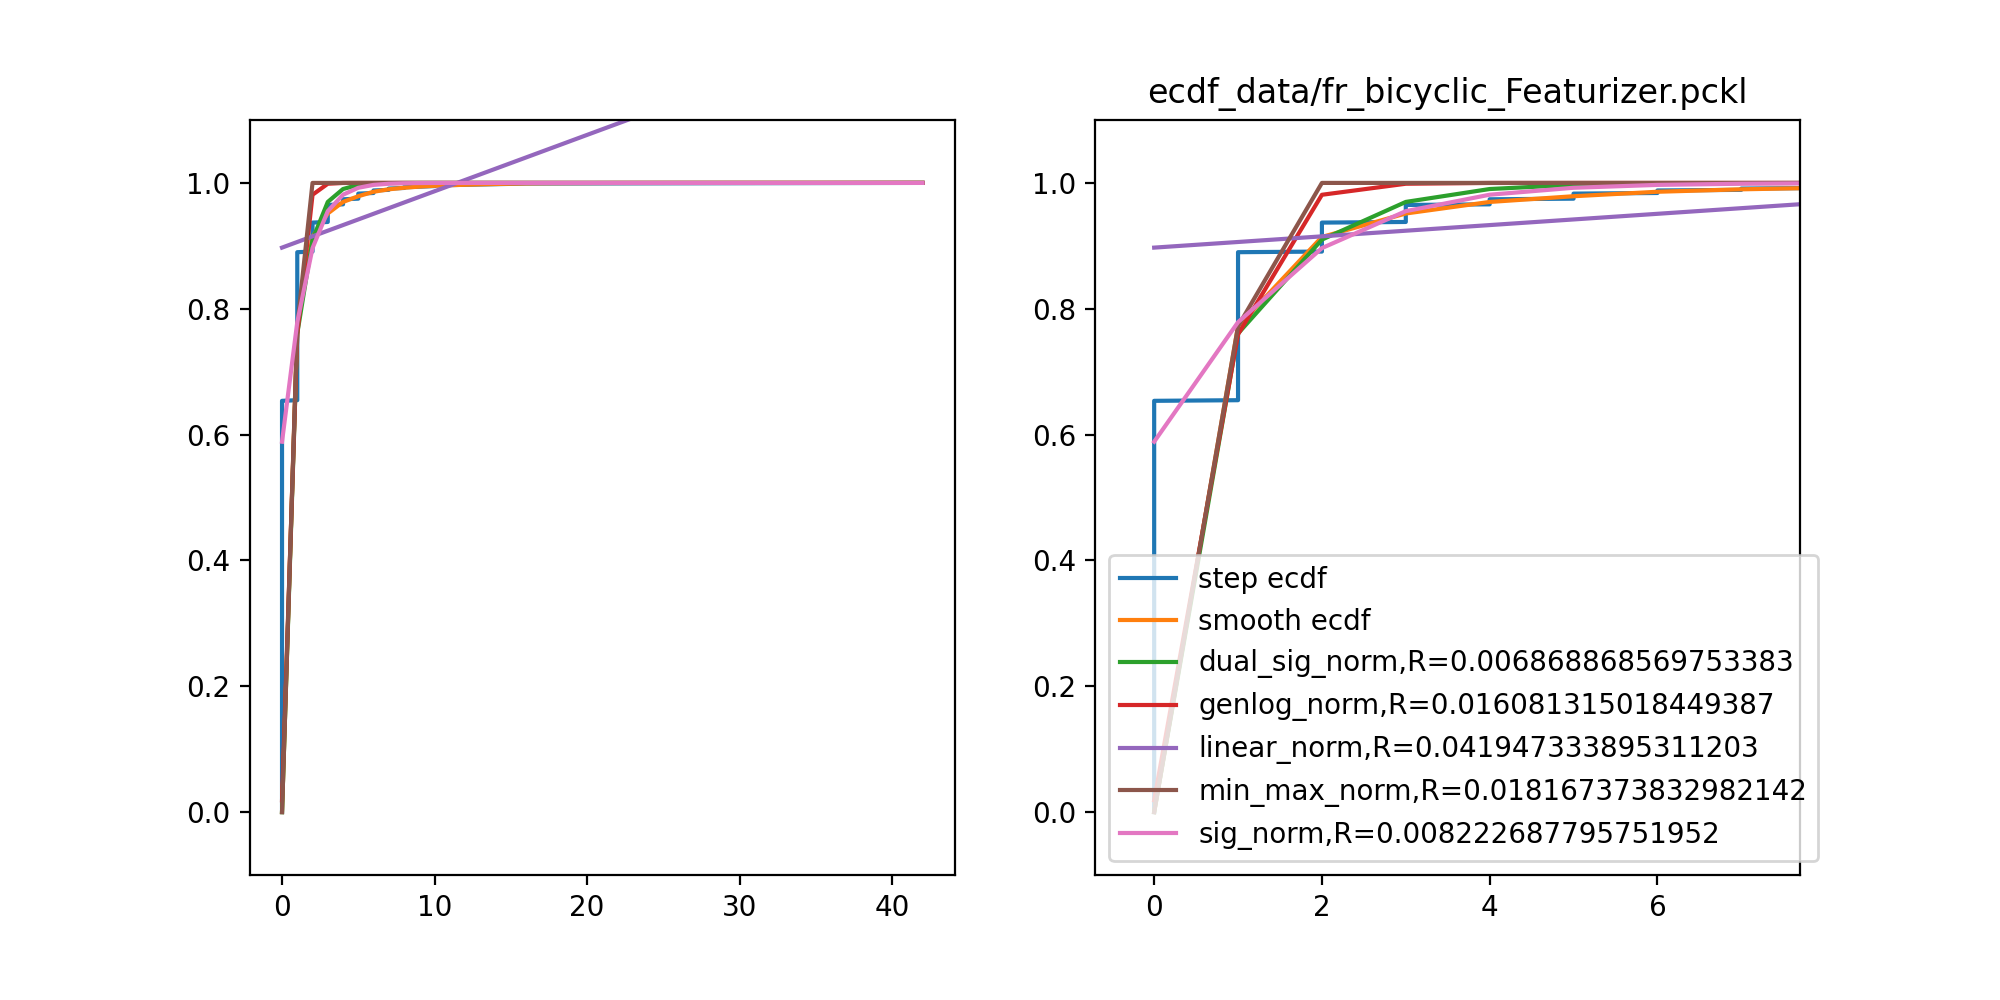 ecdf_data/fr_bicyclic_Featurizer.pckl
1.0
0.8
0.6
0.4
0.2
0.0
0 10 20 30 40
1.0
0.8
0.6
0.4
0.2
0.0
0 2 4 6
step ecdf
smooth ecdf
dual_sig_norm,R=0.006868868569753383
genlog_norm,R=0.016081315018449387
linear_norm,R=0.041947333895311203
min_max_norm,R=0.018167373832982142
sig_norm,R=0.008222687795751952